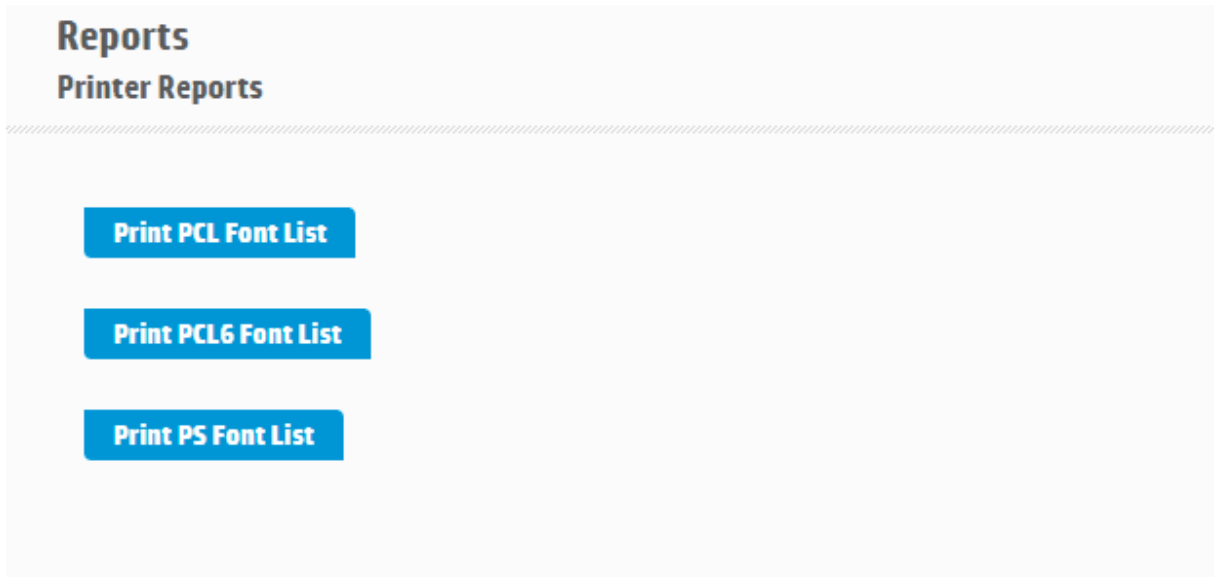 Reports
Printer Reports
Print PCL Font List
Print PCL6 Font List
Print PS Font List